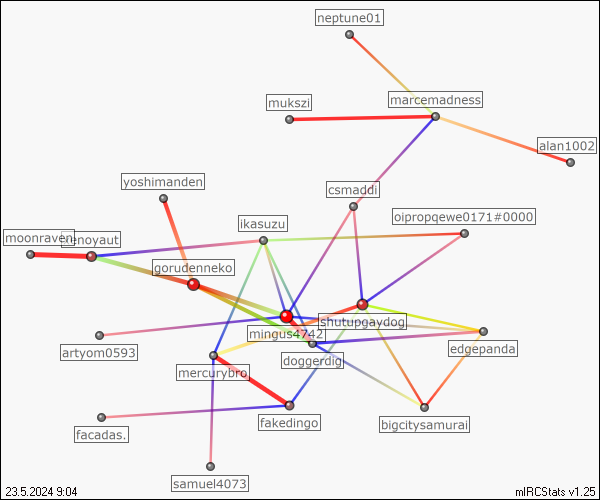 neptune01
marcemadness
mukszi
alan1002
yoshimanden
csmaddi
oipropqewe0171#0000
ikasuzu
moonraven
gorudenneko
shutupgaydog
mingus4742
edgepanda
artyom0593
doggerdig
mercurybro
fakedingo
bigcitysamurai
facadas.
samuel4073
23.5.2024 9:04
mIRCStats v1.25